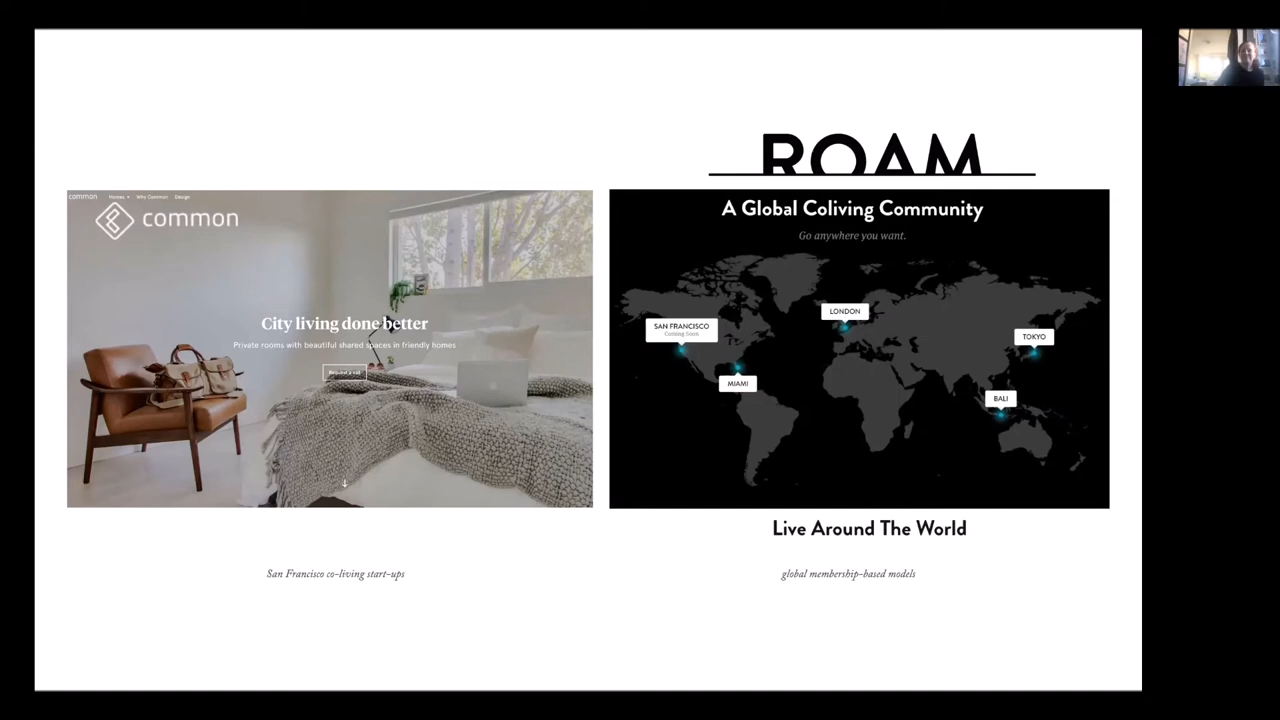 common Homes Why Common Design
common
City living done better
Private rooms with beautiful shared spaces in friendly homes
San Francisco co-living start-ups
ROAM
A Global Coliving Community
Go anywhere you want.
LONDON
SAN FRANCISCO
Coming Soon
TOKYO
MIAMI
BALI
Live Around The World
global membership-based models